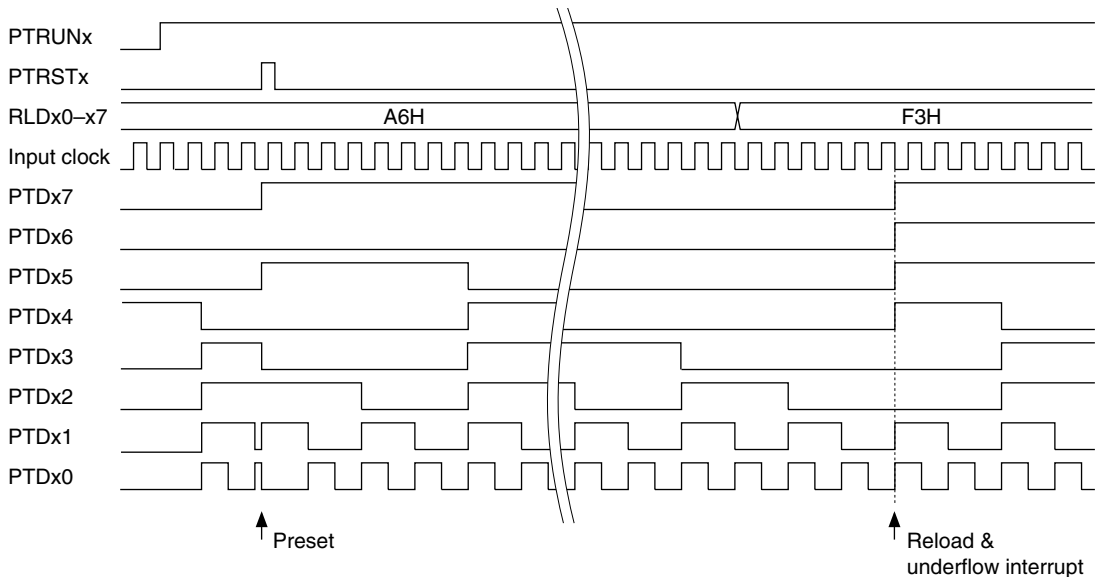 PTRUNx
PTRSTx
RLDx0–x7
A6H
F3H
Input clock
PTDx7
PTDx6
PTDx5
PTDx4
PTDx3
PTDx2
PTDx1
PTDx0
Preset
Reload &
underflow interrupt